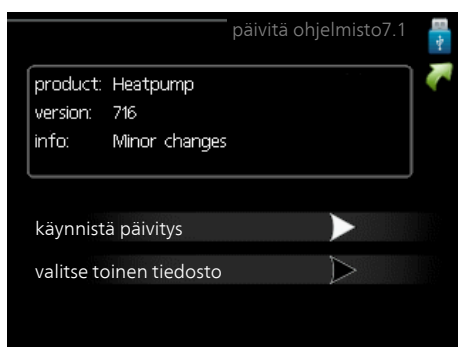 päivitä ohjelmisto7.1
product: Heatpump
version: 716
info: Minor changes
käynnistä päivitys
valitse toinen tiedosto